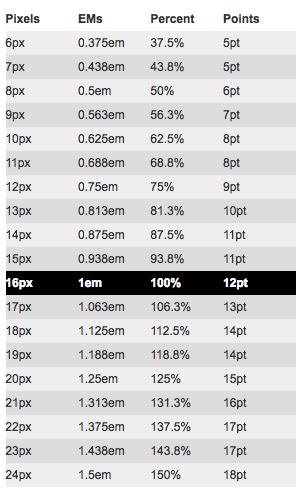 Pixels EMs Percent Points
6px 0.375em 37.5% 5pt
7px 0.438em 43.8% 5pt
8px 0.5em 50% 6pt
9px 0.563em 56.3% 7pt
10px 0.625em 62.5% 8pt
11px 0.688em 68.8% 8pt
12px 0.75em 75% 9pt
13px 0.813em 81.3% 10pt
14px 0.875em 87.5% 11pt
15px 0.938em 93.8% 11pt
16px 1em 100% 12pt
17px 1.063em 106.3% 13pt
18px 1.125em 112.5% 14pt
19px 1.188em 118.8% 14pt
20px 1.25em 125% 15pt
21px 1.313em 131.3% 16pt
22px 1.375em 137.5% 17pt
23px 1.438em 143.8% 17pt
24px 1.5em 150% 18pt